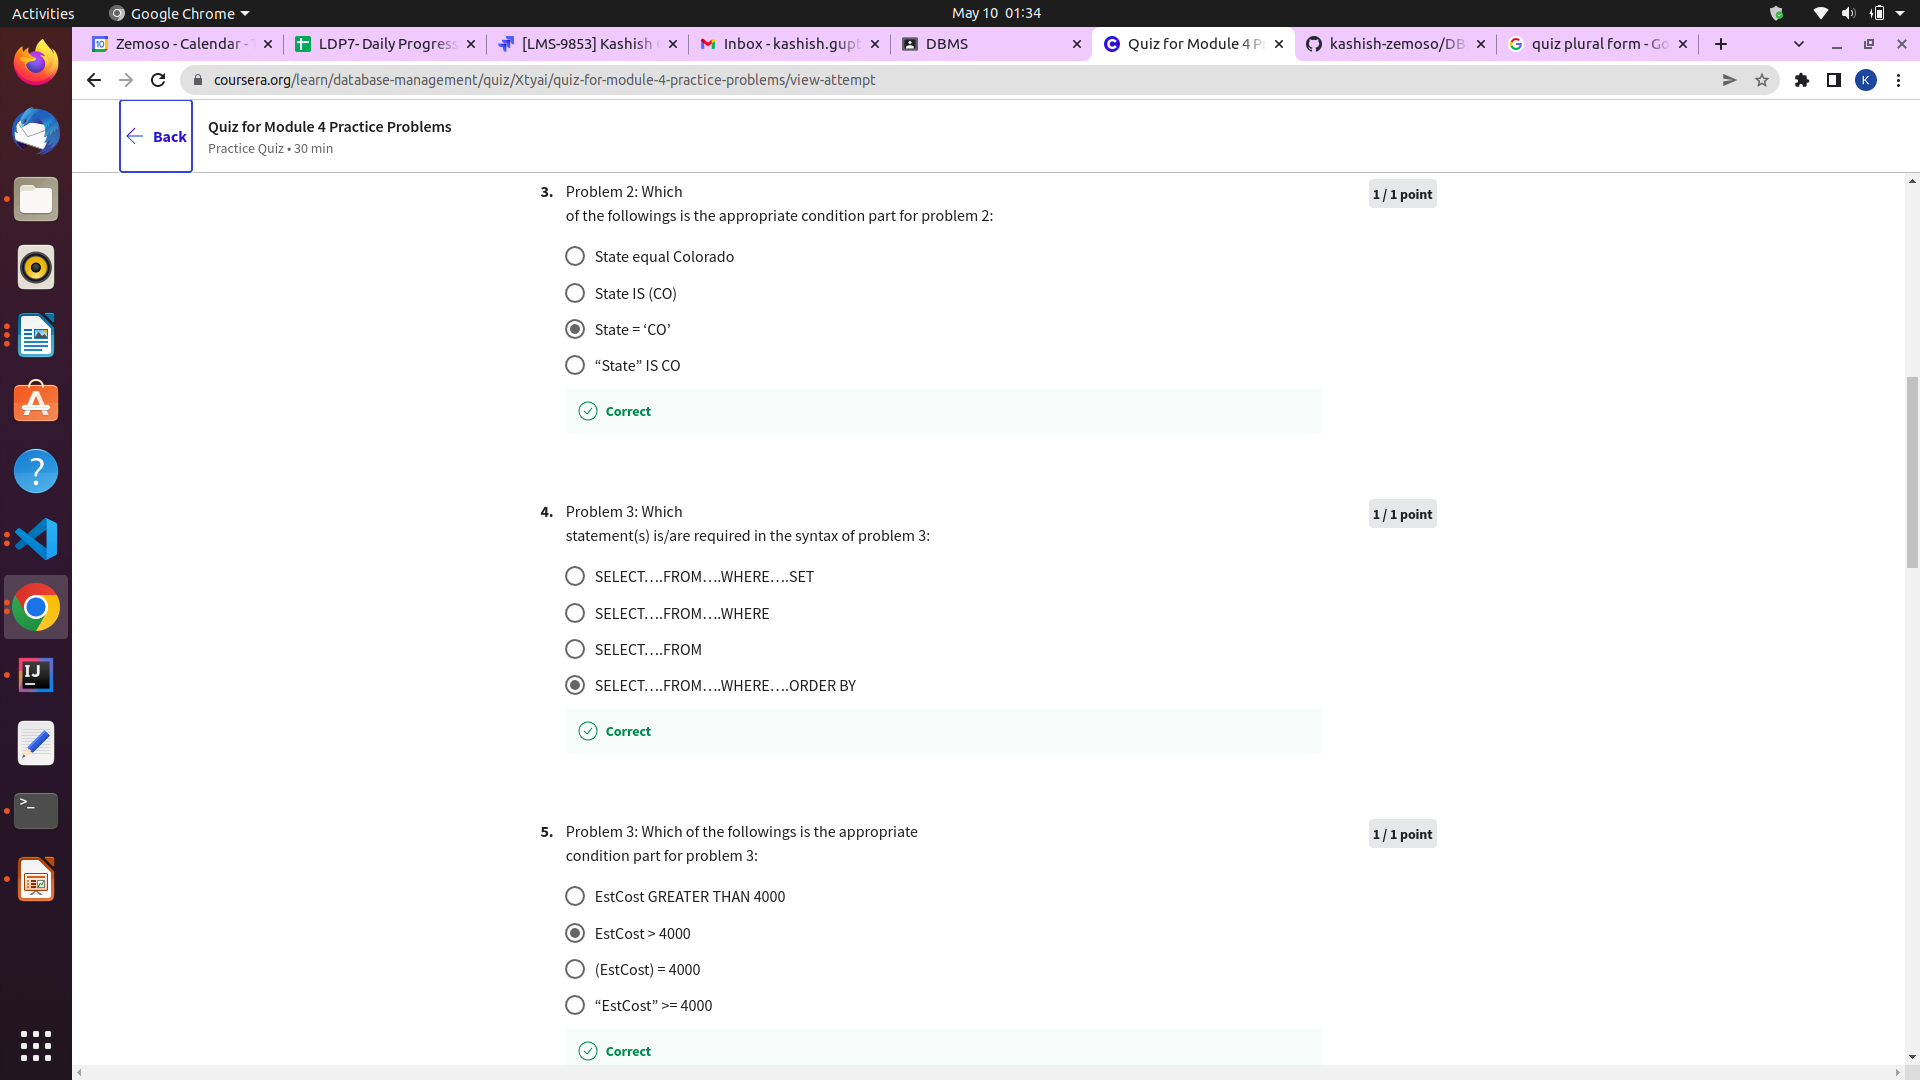 Activities
Google Chrome
May 10 01:34
Zemoso - Calendar -
LDP7- Daily Progress
[LMS-9853] Kashish
Inbox - kashish.gupt
DBMS
Quiz for Module 4 P
kashish-zemoso/DB
quiz plural form - Go
coursera.org/learn/database-management/quiz/Xtyai/quiz-for-module-4-practice-problems/view-attempt
K
Back
Quiz for Module 4 Practice Problems
Practice Quiz • 30 min
3. Problem 2: Which
of the followings is the appropriate condition part for problem 2:
1 / 1 point
State equal Colorado
State IS (CO)
State = ‘CO’
“State” IS CO
Correct
4. Problem 3: Which
statement(s) is/are required in the syntax of problem 3:
1 / 1 point
SELECT….FROM….WHERE….SET
SELECT….FROM….WHERE
SELECT….FROM
SELECT….FROM….WHERE….ORDER BY
Correct
5. Problem 3: Which of the followings is the appropriate
condition part for problem 3:
1 / 1 point
EstCost GREATER THAN 4000
EstCost > 4000
(EstCost) = 4000
“EstCost” >= 4000
Correct